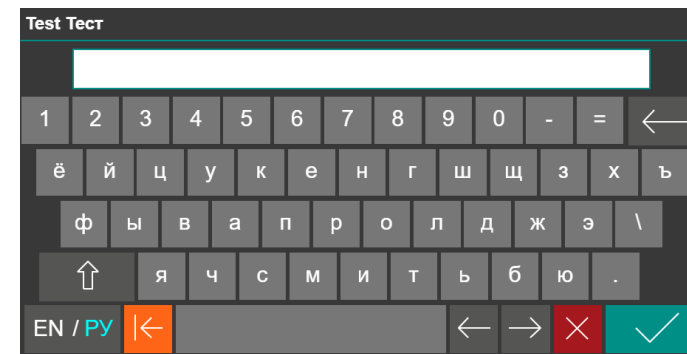 Test Тест
1 2 3 4 5 6 7 8 9 0 - =
ё й ц у к е н г ш щ з х ъ
ф ы в а п р о л д ж э \
я ч с м и т ь б ю .
EN / РУ